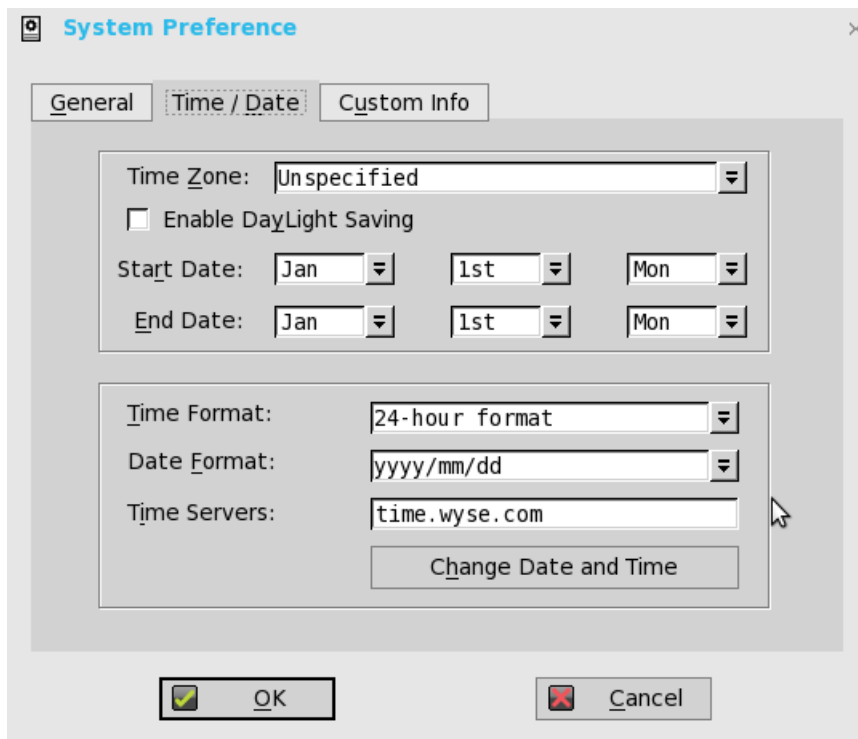 System Preference
General Time / Date Custom Info
Time Zone: Unspecified
Enable DayLight Saving
Start Date: Jan 1st Mon
End Date: Jan 1st Mon
Time Format: 24-hour format
Date Format: yyyy/mm/dd
Time Servers: time.wyse.com
Change Date and Time
OK Cancel